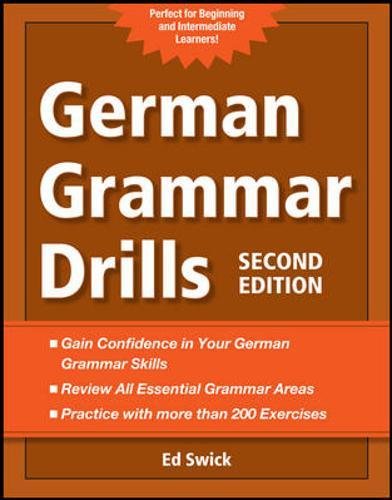 Perfect for Beginning
and Intermediate
Learners!
German
Grammar
Drills
SECOND
EDITION
■ Gain Confidence in Your German
Grammar Skills
■ Review All Essential Grammar Areas
■ Practice with more than 200 Exercises
Ed Swick